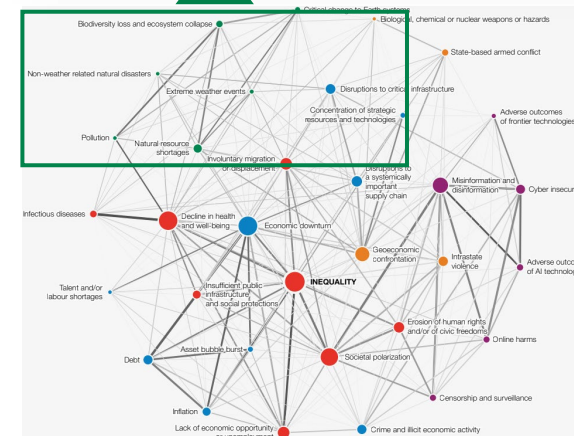 Critical change to Earth systems
Biodiversity loss and ecosystem collapse
Biological, chemical or nuclear weapons or hazards
State-based armed conflict
Non-weather related natural disasters
Extreme weather events
Disruptions to critical infrastructure
Concentration of strategic
resources and technologies
Adverse outcomes
of frontier technologies
Pollution
Natural resource
shortages
Involuntary migration
or displacement
Disruptions to
a systemically
important
supply chain
Misinformation and
disinformation
Cyber insecur
Infectious diseases
Decline in health
and well-being
Economic downturn
Geoeconomic
confrontation
Intrastate
violence
Adverse outco
of AI technolog
Talent and/or
labour shortages
Insufficient public
infrastructure
and social protections
INEQUALITY
Erosion of human rights
and/or of civic freedoms
Online harms
Asset bubble burst
Debt
Societal polarization
Censorship and surveillance
Inflation
Lack of economic opportunity
or unemployment
Crime and illicit economic activity